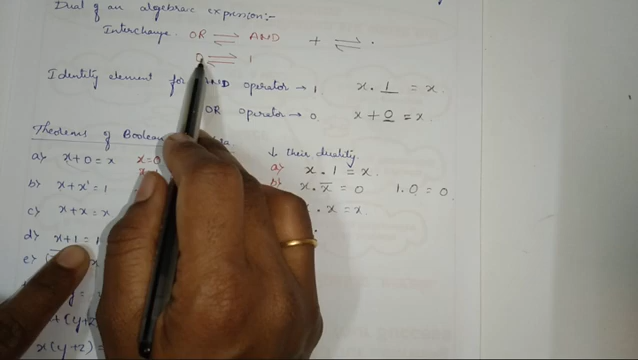 Dual of an algebraic expression:-
Interchange OR ⇌ AND + ⇌ .
0 ⇌ 1
Identity element for AND operator → 1. x . 1 = x
OR operator → 0. x + 0 = x.
Theorems of Boolean
↓ their duality.
a) x+0 = x x=0 a) x . 1 = x.
b) x + x' = 1 b) x . x̄ = 0 1.0 = 0
c) x+x = x . x = x.
d) x+1 = 1
e)
+(y+z)
x(y+z) =